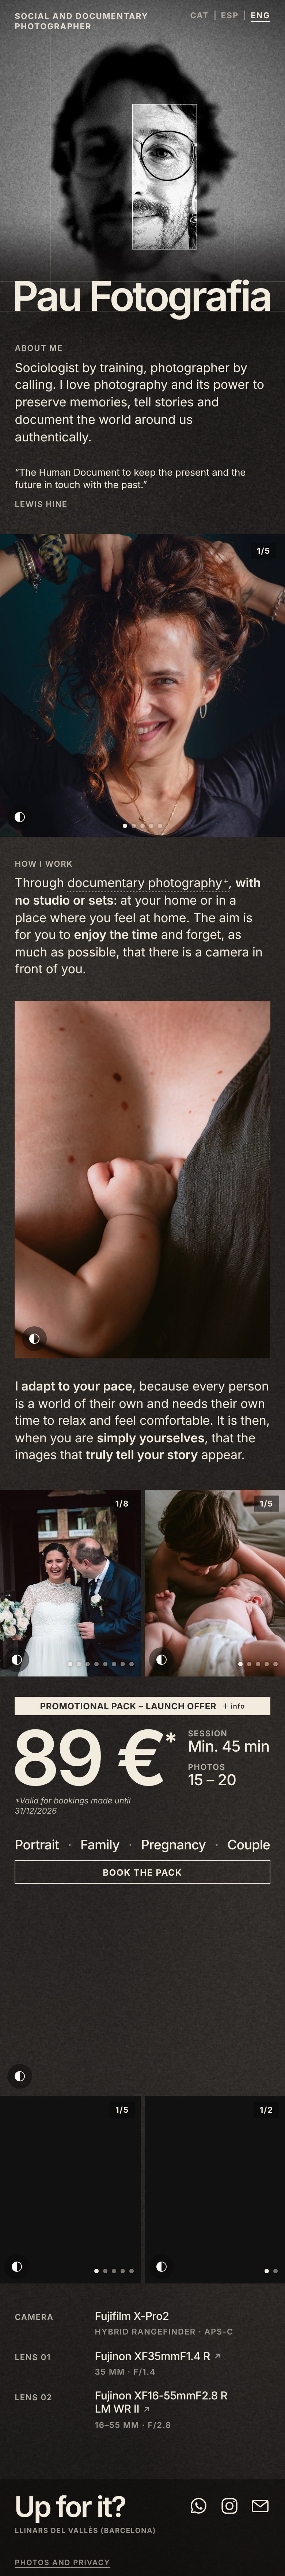 SOCIAL AND DOCUMENTARY
PHOTOGRAPHER
CAT | ESP | ENG
Pau Fotografia
ABOUT ME
Sociologist by training, photographer by
calling. I love photography and its power to
preserve memories, tell stories and
document the world around us
authentically.
“The Human Document to keep the present and the
future in touch with the past.”
LEWIS HINE
1/5
HOW I WORK
Through documentary photography+, with
no studio or sets: at your home or in a
place where you feel at home. The aim is
for you to enjoy the time and forget, as
much as possible, that there is a camera in
front of you.
I adapt to your pace, because every person
is a world of their own and needs their own
time to relax and feel comfortable. It is then,
when you are simply yourselves, that the
images that truly tell your story appear.
1/8
1/5
PROMOTIONAL PACK – LAUNCH OFFER + info
89 €*
SESSION
Min. 45 min
PHOTOS
15 – 20
*Valid for bookings made until
31/12/2026
Portrait · Family · Pregnancy · Couple
BOOK THE PACK
1/5
1/2
CAMERA
Fujifilm X-Pro2
HYBRID RANGEFINDER · APS-C
LENS 01
Fujinon XF35mmF1.4 R ↗
35 MM · F/1.4
LENS 02
Fujinon XF16-55mmF2.8 R
LM WR II ↗
16–55 MM · F/2.8
Up for it?
LLINARS DEL VALLÈS (BARCELONA)
PHOTOS AND PRIVACY